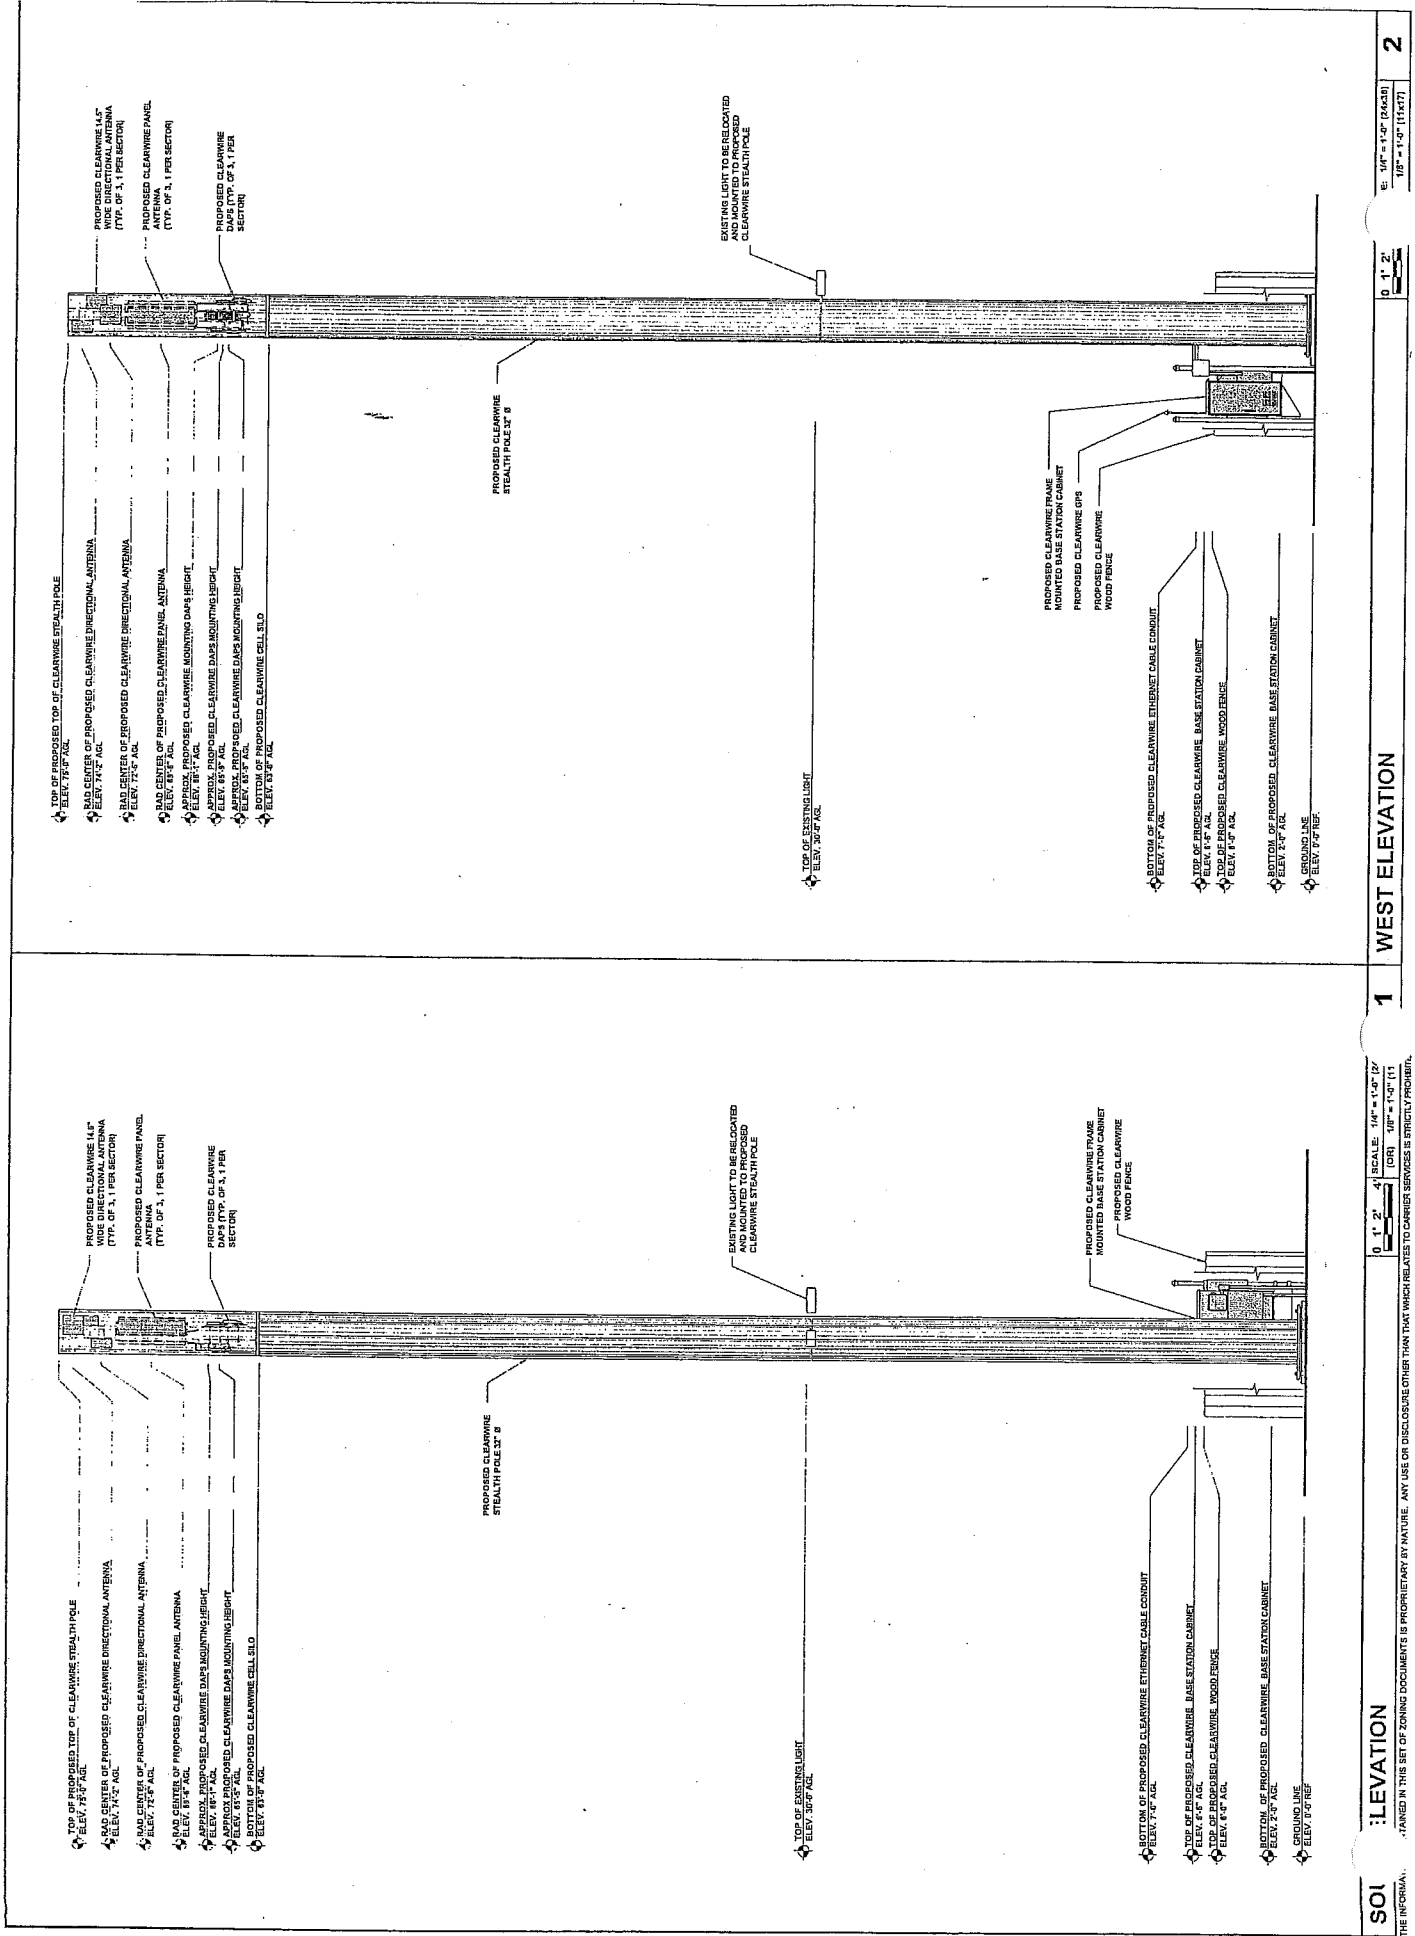 TOP OF PROPOSED TOP OF CLEARWIRE STEALTH POLE
ELEV. 75'-0" AGL
RAD CENTER OF PROPOSED CLEARWIRE DIRECTIONAL ANTENNA
ELEV. 74'-2" AGL
RAD CENTER OF PROPOSED CLEARWIRE DIRECTIONAL ANTENNA
ELEV. 72'-6" AGL
RAD CENTER OF PROPOSED CLEARWIRE PANEL ANTENNA
AGL
APPROX. PROPOSED CLEARWIRE DAPS MOUNTING HEIGHT
AGL
APPROX PROPOSED CLEARWIRE DAPS MOUNTING HEIGHT
AGL
BOTTOM OF PROPOSED CLEARWIRE CELL SILO
ELEV. 63'-0" AGL
PROPOSED CLEARWIRE 14.5"
WIDE DIRECTIONAL ANTENNA
(TYP. OF 3, 1 PER SECTOR)
PROPOSED CLEARWIRE PANEL
ANTENNA
(TYP. OF 3, 1 PER SECTOR)
PROPOSED CLEARWIRE
DAPS (TYP. OF 3, 1 PER
SECTOR)
PROPOSED CLEARWIRE
STEALTH POLE 32" Ø
EXISTING LIGHT TO BE RELOCATED
AND MOUNTED TO PROPOSED
CLEARWIRE STEALTH POLE
TOP OF EXISTING LIGHT
ELEV. 30'-0" AGL
PROPOSED CLEARWIRE FRAME
MOUNTED BASE STATION CABINET
PROPOSED CLEARWIRE
WOOD FENCE
BOTTOM OF PROPOSED CLEARWIRE ETHERNET CABLE CONDUIT
ELEV. 7'-0" AGL
TOP OF PROPOSED CLEARWIRE BASE STATION CABINET
ELEV. 6'-6" AGL
TOP OF PROPOSED CLEARWIRE WOOD FENCE
ELEV. 6'-0" AGL
BOTTOM OF PROPOSED CLEARWIRE BASE STATION CABINET
ELEV. 2'-0" AGL
GROUND LINE
ELEV. 0'-0" REF
SOU
ELEVATION
0 1' 2' 4'
SCALE: 1/4" = 1'-0" (2
(OR) 1/8" = 1'-0" (11
1
TOP OF PROPOSED TOP OF CLEARWIRE STEALTH POLE
ELEV. 75'-0" AGL
RAD CENTER OF PROPOSED CLEARWIRE DIRECTIONAL ANTENNA
ELEV. 74'-2" AGL
RAD CENTER OF PROPOSED CLEARWIRE DIRECTIONAL ANTENNA
ELEV. 72'-6" AGL
RAD CENTER OF PROPOSED CLEARWIRE PANEL ANTENNA
AGL
APPROX. PROPOSED CLEARWIRE MOUNTING DAPS HEIGHT
AGL
APPROX. PROPOSED CLEARWIRE DAPS MOUNTING HEIGHT
AGL
APPROX. PROPSOED CLEARWIRE DAPS MOUNTING HEIGHT
AGL
BOTTOM OF PROPOSED CLEARWIRE CELL SILO
ELEV. 63'-0" AGL
PROPOSED CLEARWIRE 14.5"
WIDE DIRECTIONAL ANTENNA
(TYP. OF 3, 1 PER SECTOR)
PROPOSED CLEARWIRE PANEL
ANTENNA
(TYP. OF 3, 1 PER SECTOR)
PROPOSED CLEARWIRE
DAPS (TYP. OF 3, 1 PER
SECTOR)
PROPOSED CLEARWIRE
STEALTH POLE 32" Ø
EXISTING LIGHT TO BE RELOCATED
AND MOUNTED TO PROPOSED
CLEARWIRE STEALTH POLE
TOP OF EXISTING LIGHT
ELEV. 30'-0" AGL
PROPOSED CLEARWIRE FRAME
MOUNTED BASE STATION CABINET
PROPOSED CLEARWIRE GPS
PROPOSED CLEARWIRE
WOOD FENCE
BOTTOM OF PROPOSED CLEARWIRE ETHERNET CABLE CONDUIT
ELEV. 7'-0" AGL
TOP OF PROPOSED CLEARWIRE BASE STATION CABINET
ELEV. 6'-6" AGL
TOP OF PROPOSED CLEARWIRE WOOD FENCE
ELEV. 6'-0" AGL
BOTTOM OF PROPOSED CLEARWIRE BASE STATION CABINET
ELEV. 2'-0" AGL
GROUND LINE
ELEV. 0'-0" REF.
WEST ELEVATION
0 1' 2'
E: 1/4" = 1'-0" (24x36)
1/8" = 1'-0" (11x17)
2
THE INFORMA TAINED IN THIS SET OF ZONING DOCUMENTS IS PROPRIETARY BY NATURE. ANY USE OR DISCLOSURE OTHER THAN THAT WHICH RELATES TO CARRIER SERVICES IS STRICTLY PROHIBITE